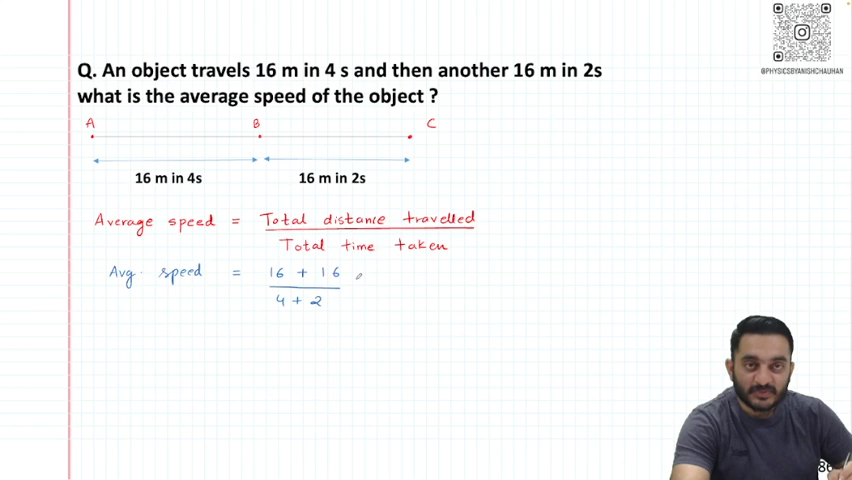 @PHYSICSBYANISHCHAUHAN
Q. An object travels 16 m in 4 s and then another 16 m in 2s
what is the average speed of the object ?
A B C
16 m in 4s 16 m in 2s
Average speed = Total distance travelled
Total time taken
Avg. speed = 16 + 16
4 + 2
86